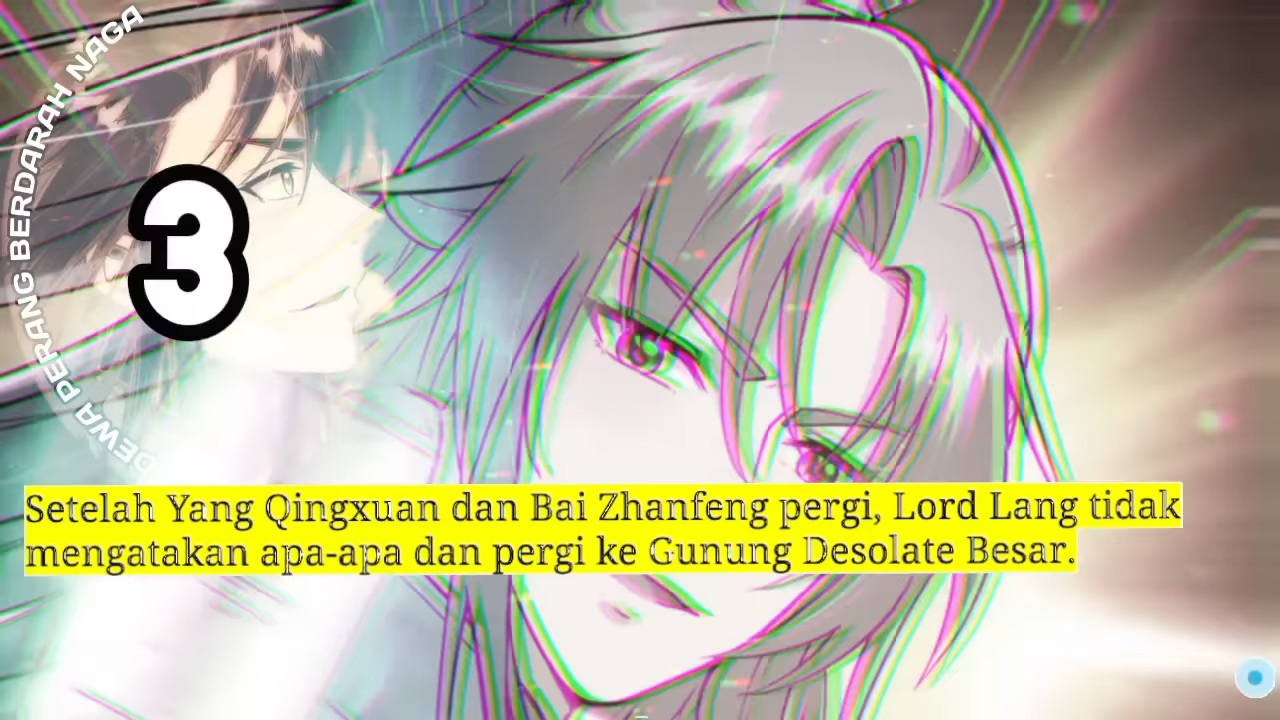 DEWA PERANG BERDARAH NAGA
3
Setelah Yang Qingxuan dan Bai Zhanfeng pergi, Lord Lang tidak
mengatakan apa-apa dan pergi ke Gunung Desolate Besar.